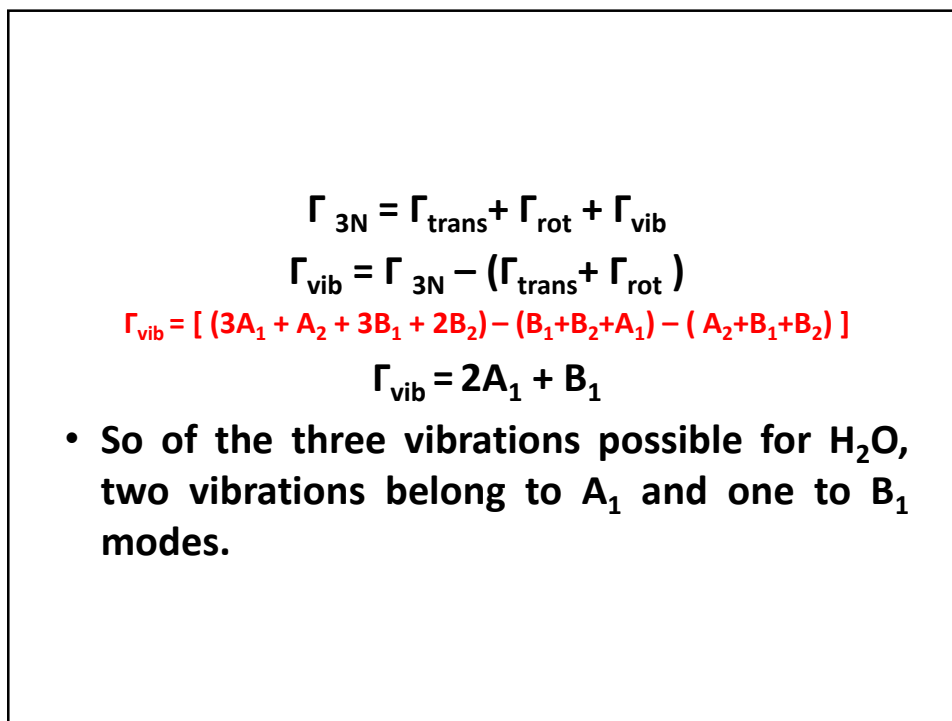 Γ 3N = Γtrans+ Γrot + Γvib
Γvib = Γ 3N – (Γtrans+ Γrot )
Γvib = [ (3A1 + A2 + 3B1 + 2B2) – (B1+B2+A1) – ( A2+B1+B2) ]
Γvib = 2A1 + B1
• So of the three vibrations possible for H2O,
two vibrations belong to A1 and one to B1
modes.